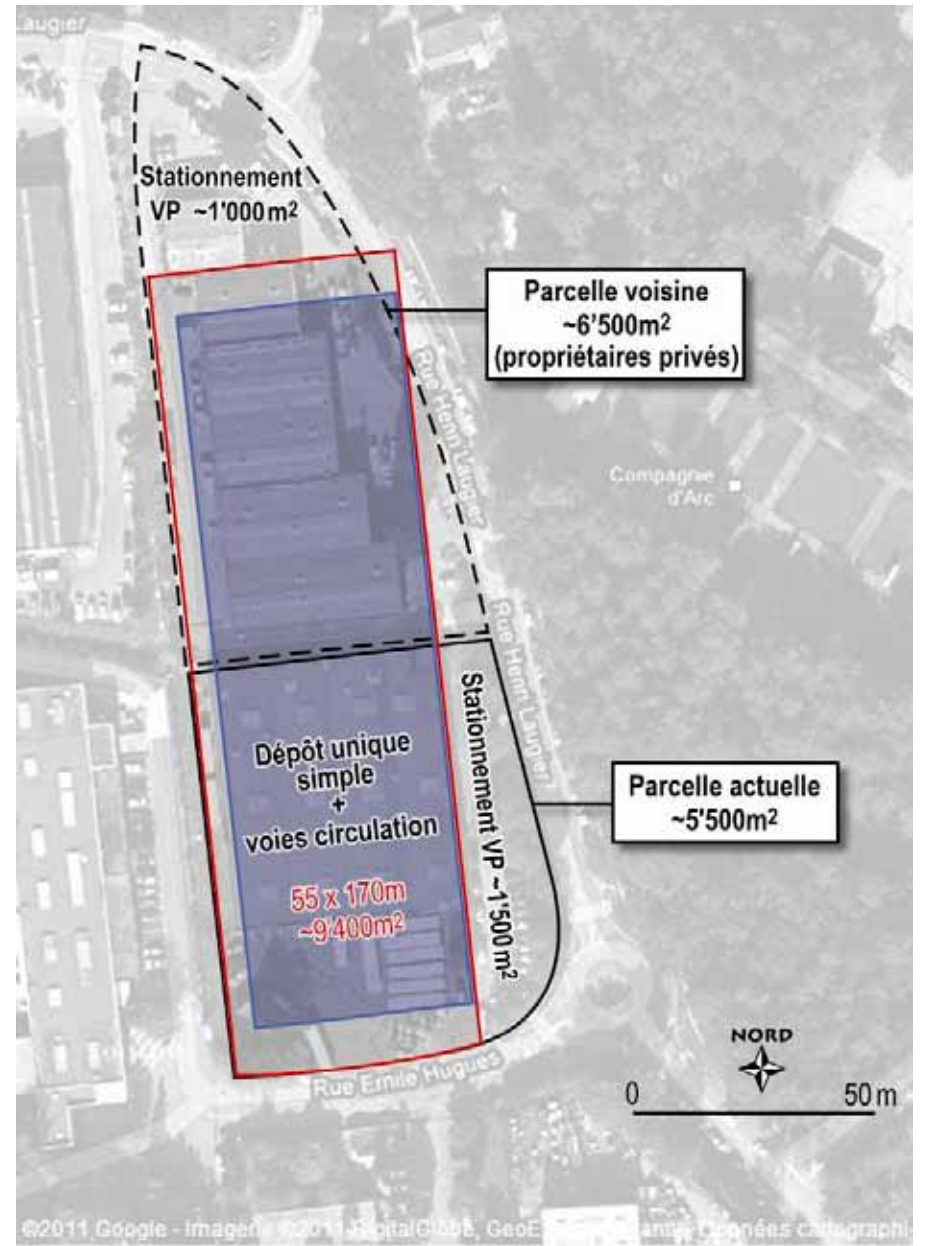 Laugier
Stationnement
VP ~1'000m²
Parcelle voisine
~6'500m²
(propriétaires privés)
Rue Henri Laugier
Compagnie
d'Arc
Rue Henri Laugier
Stationnement VP ~1'500m²
Dépôt unique
simple
+
voies circulation
55 x 170m
~9'400m²
Parcelle actuelle
~5'500m²
NORD
0 50m
Rue Emile Hugues
©2011 Google - Imagerie ©2011 DigitalGlobe, GeoE Données cartographi